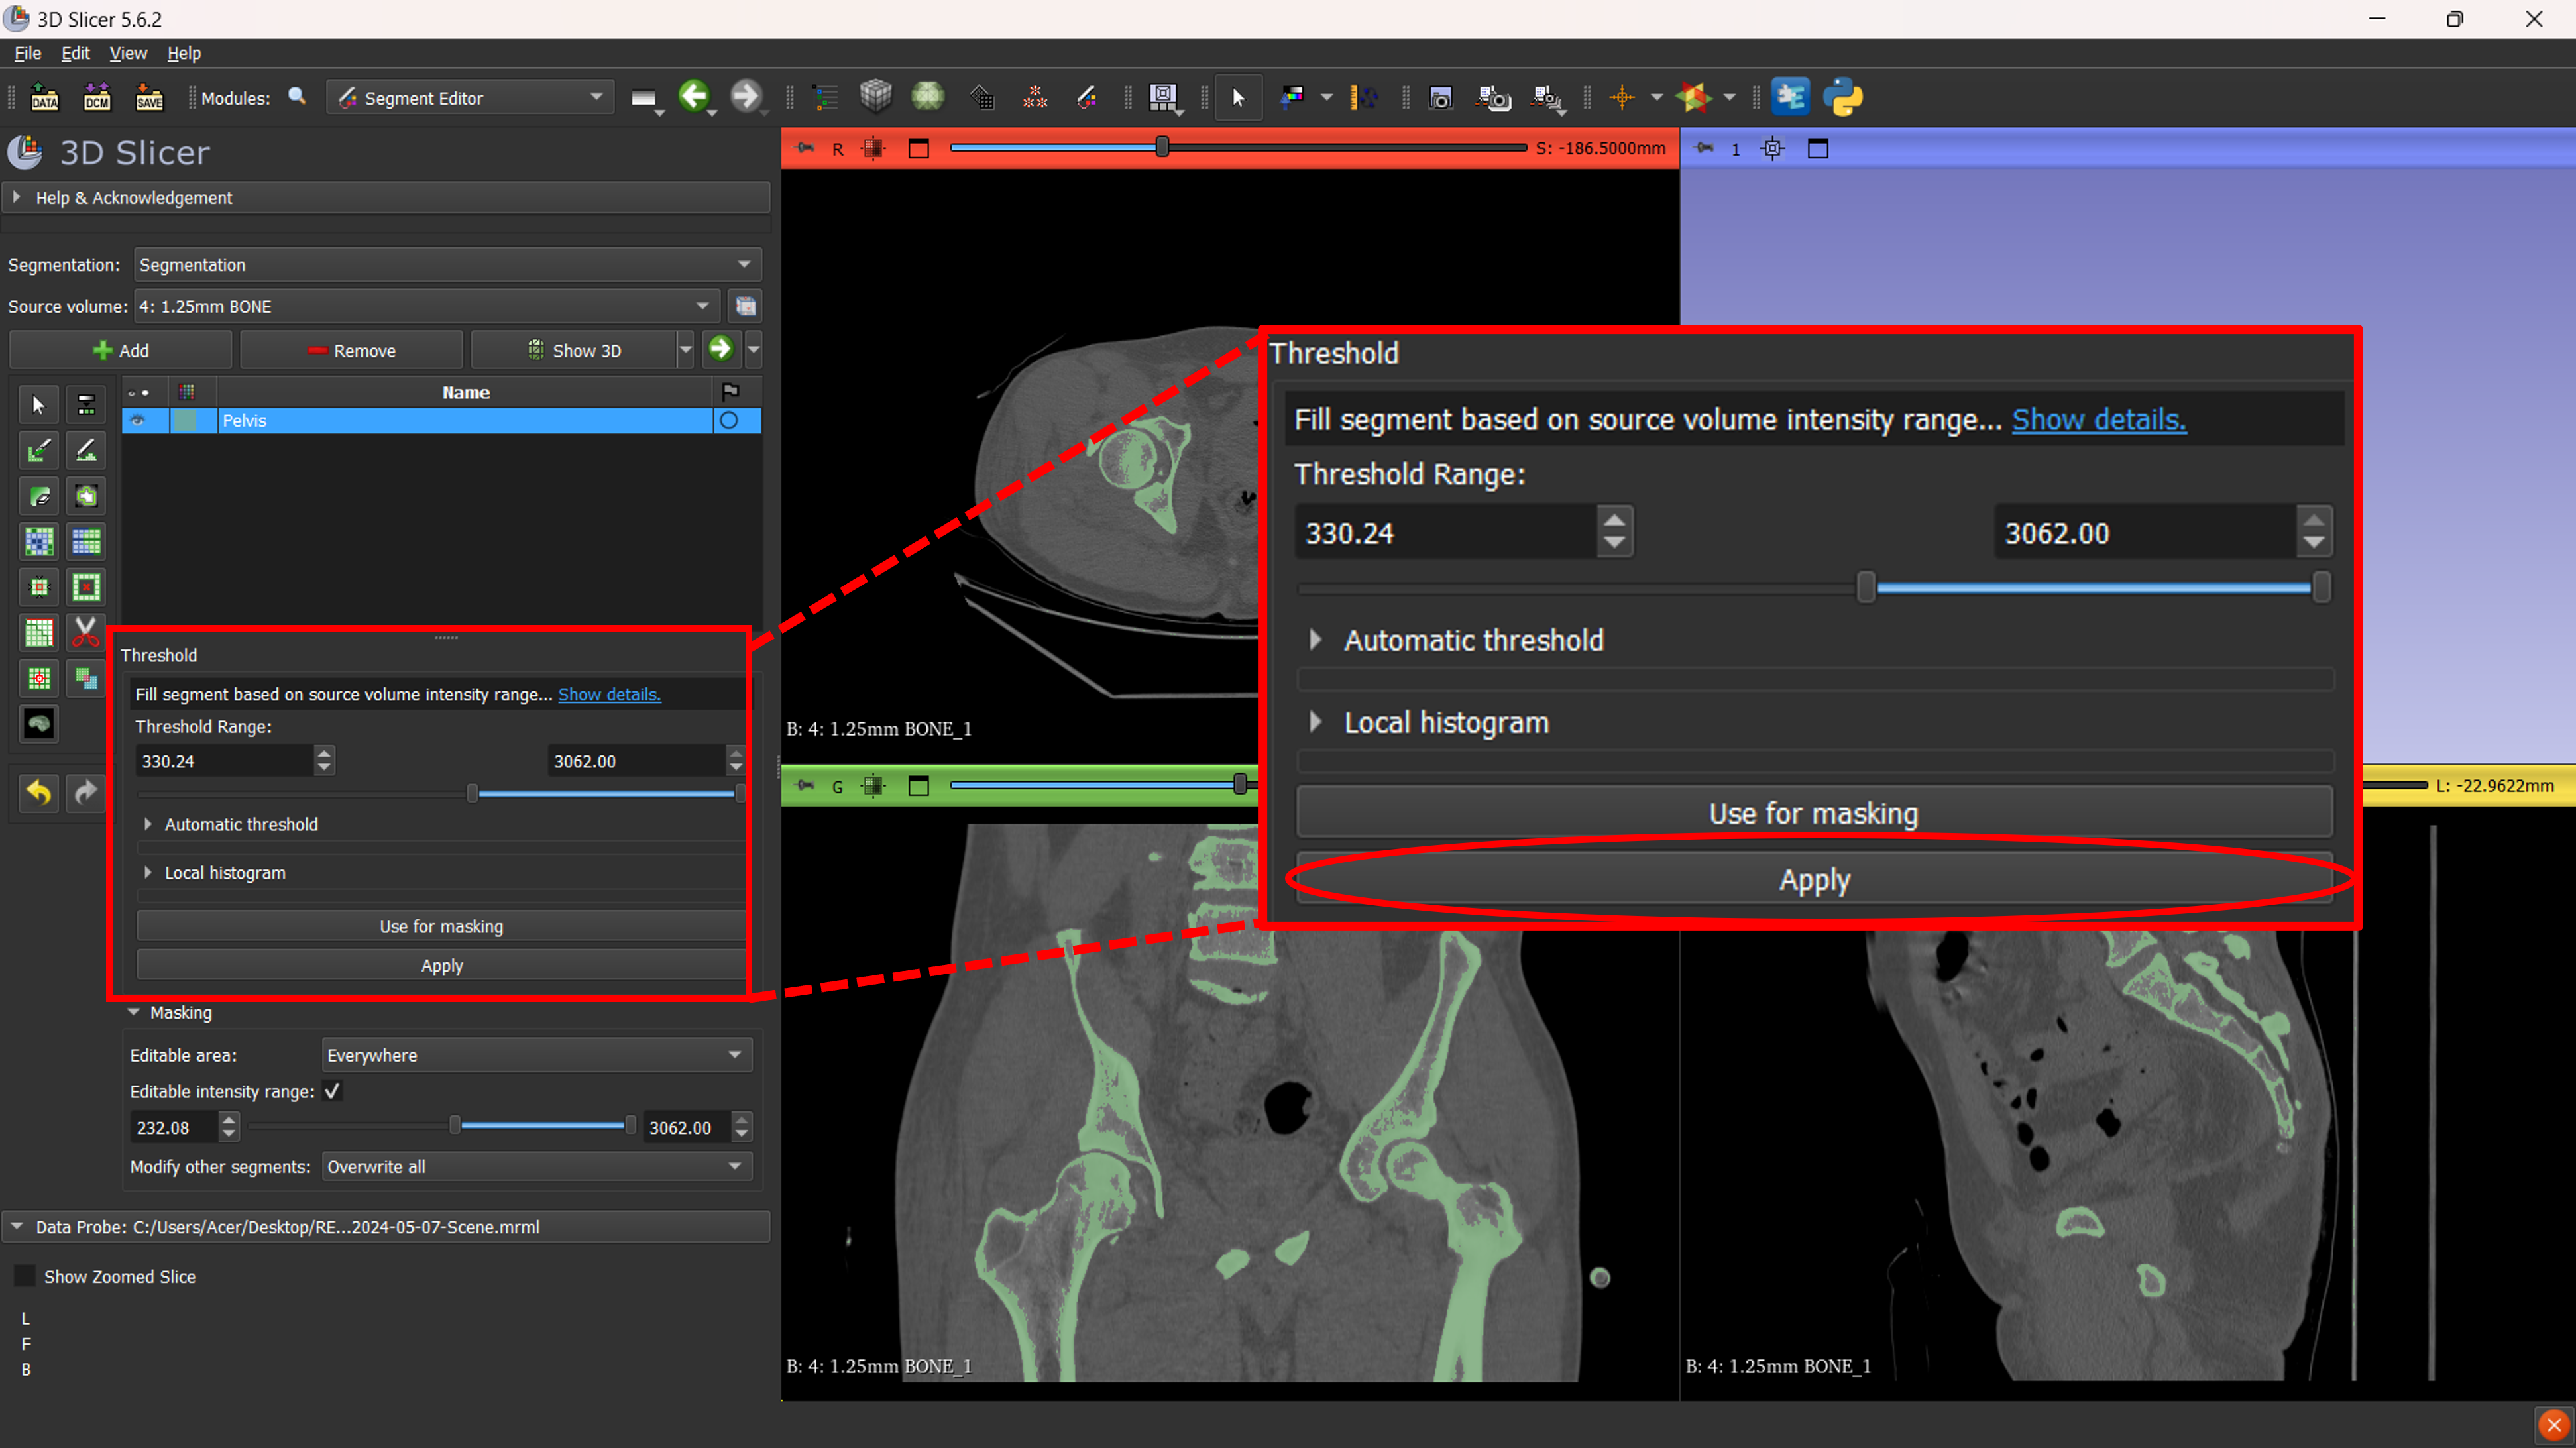 3D Slicer 5.6.2
File Edit View Help
DATA DCM SAVE Modules: Segment Editor
3D Slicer
R S: -186.5000mm
1
Help & Acknowledgement
Segmentation: Segmentation
Source volume: 4: 1.25mm BONE
Add Remove Show 3D
Name
Pelvis
Threshold
Fill segment based on source volume intensity range... Show details.
Threshold Range:
330.24 3062.00
Automatic threshold
Local histogram
Use for masking
Apply
Masking
Editable area: Everywhere
Editable intensity range:
232.08 3062.00
Modify other segments: Overwrite all
Data Probe: C:/Users/Acer/Desktop/RE...2024-05-07-Scene.mrml
Show Zoomed Slice
L
F
B
B: 4: 1.25mm BONE_1
Threshold
Fill segment based on source volume intensity range... Show details.
Threshold Range:
330.24 3062.00
Automatic threshold
Local histogram
Use for masking
Apply
G
L: -22.9622mm
B: 4: 1.25mm BONE_1
B: 4: 1.25mm BONE_1